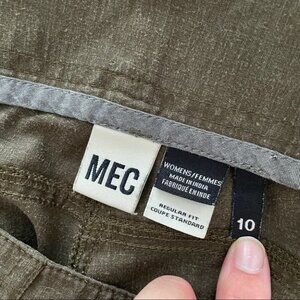 MEC
WOMENS/FEMMES
MADE IN INDIA
FABRIQUÉ EN INDE
REGULAR FIT
COUPE STANDARD
10